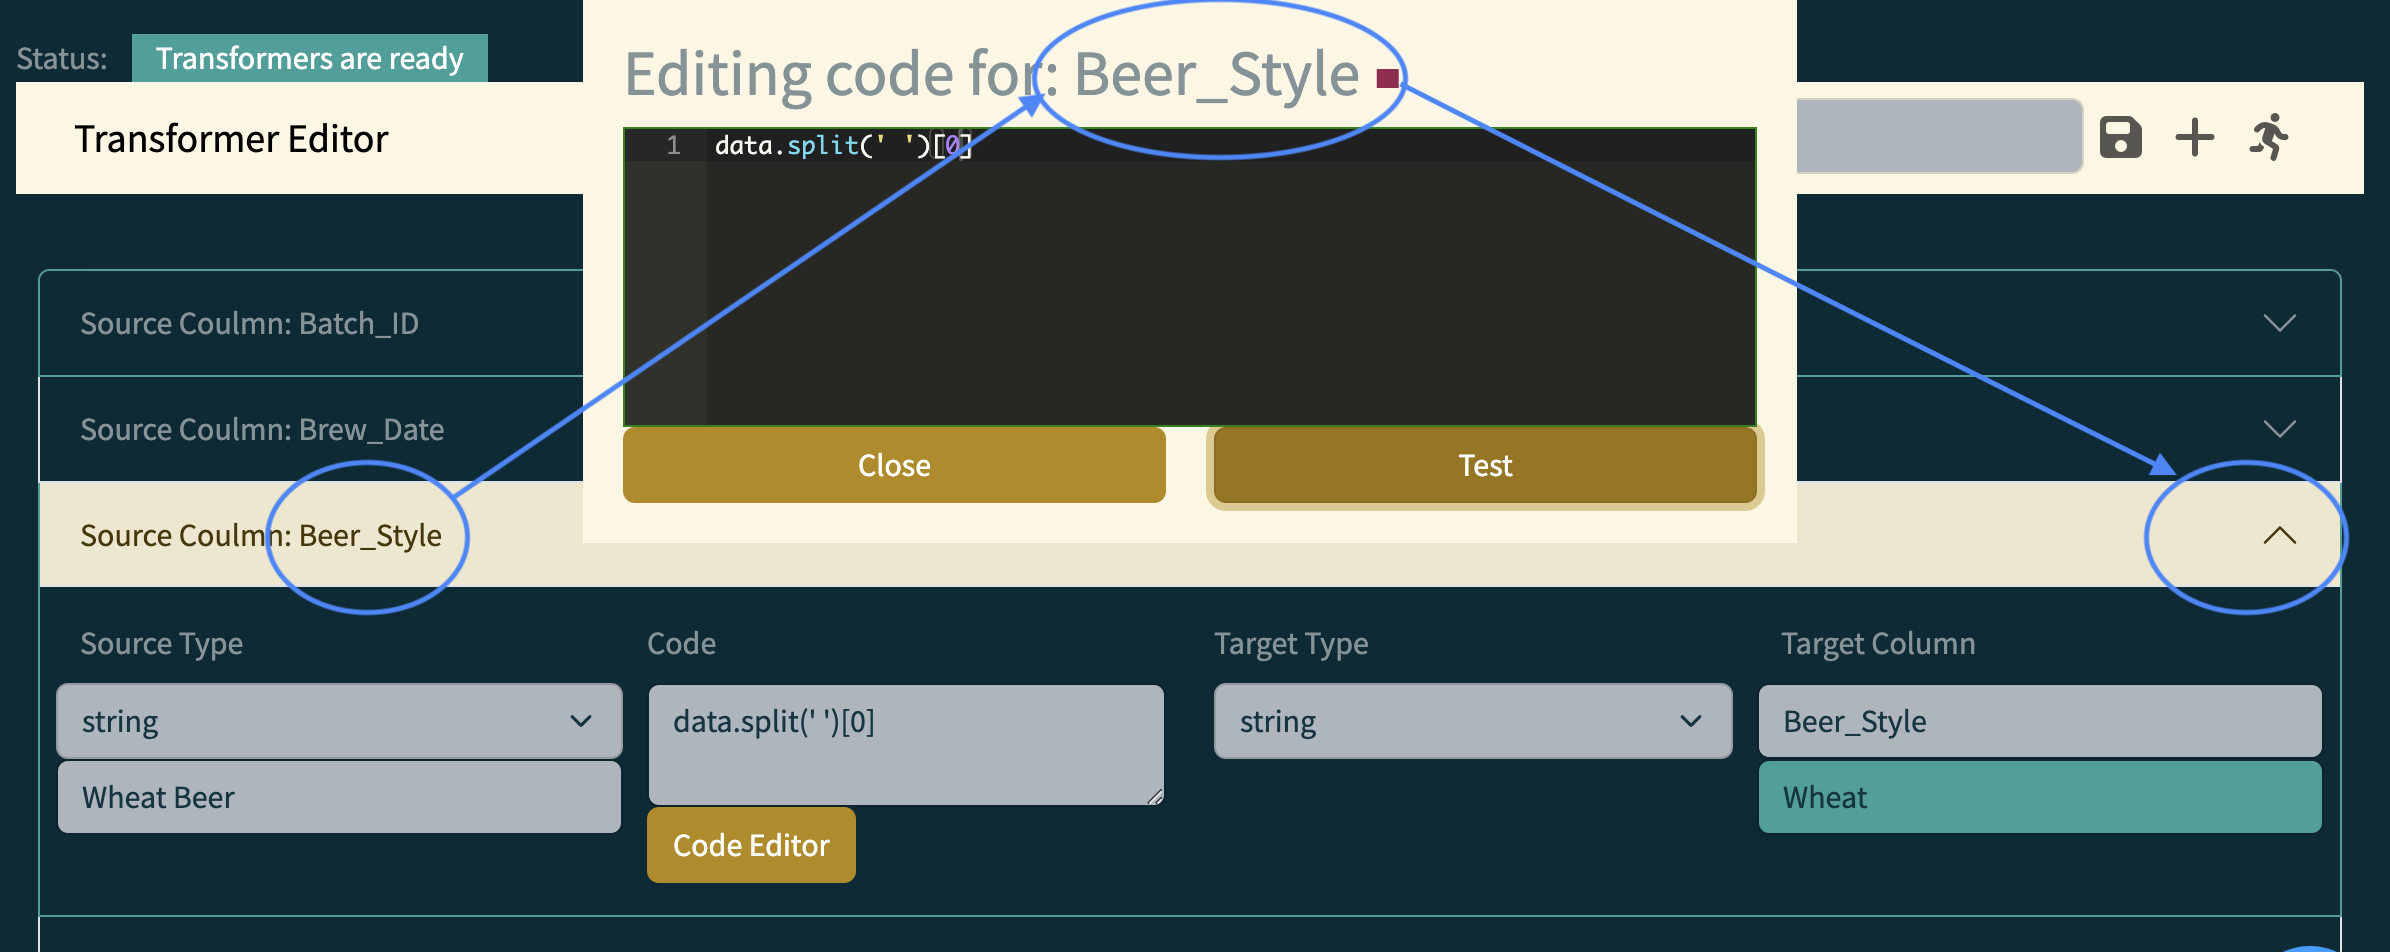 Status: Transformers are ready
Editing code for: Beer_Style
Transformer Editor
1 data.split(' ')[0]
Source Coulmn: Batch_ID
Source Coulmn: Brew_Date
Close Test
Source Coulmn: Beer_Style
Source Type Code Target Type Target Column
string data.split(' ')[0] string Beer_Style
Wheat Beer Wheat
Code Editor